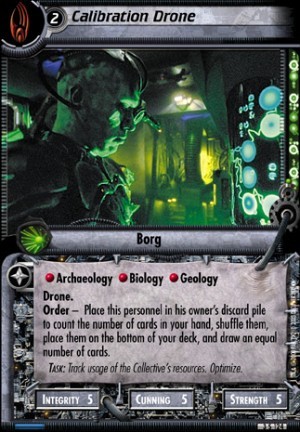 2 Calibration Drone
Borg
Archaeology Biology Geology
Drone.
Order – Place this personnel in his owner's discard pile
to count the number of cards in your hand, shuffle them,
place them on the bottom of your deck, and draw an equal
number of cards.
Task: Track usage of the Collective's resources. Optimize.
INTEGRITY 5 CUNNING 5 STRENGTH 5